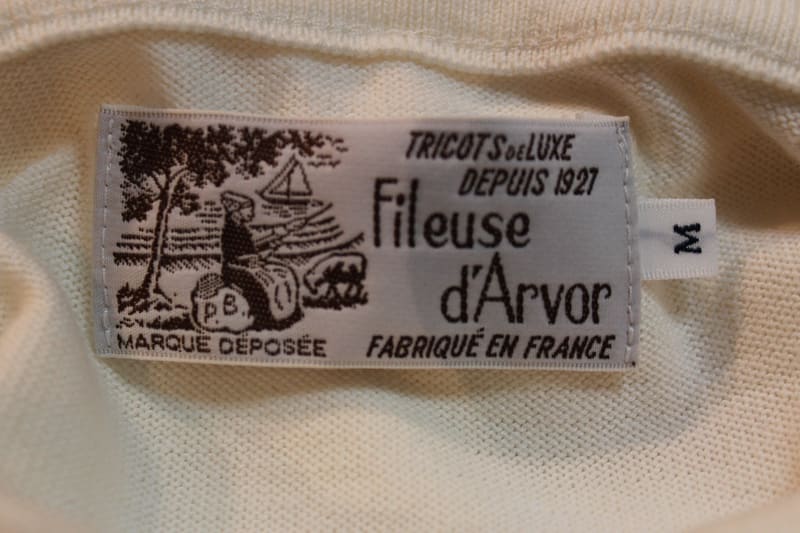 TRICOTS DE LUXE
DEPUIS 1927
Fileuse
d'Arvor
P.B.
MARQUE DÉPOSÉE
FABRIQUÉ EN FRANCE
M